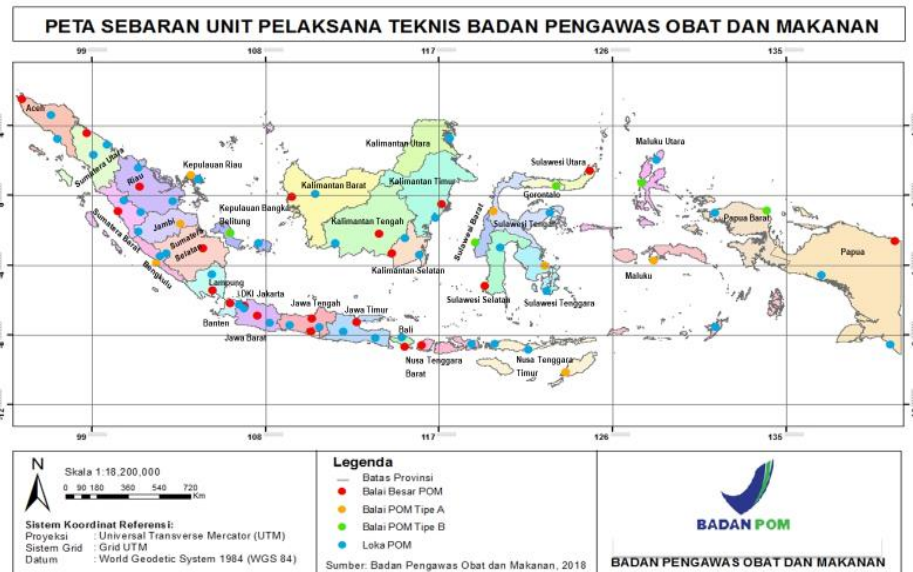 PETA SEBARAN UNIT PELAKSANA TEKNIS BADAN PENGAWAS OBAT DAN MAKANAN
99 108 117 126 135
Aceh
Sumatera Utara
Riau
Kepulauan Riau
Sumatera Barat
Jambi
Kepulauan Bangka
Belitung
Sumatera
Selatan
Bengkulu
Lampung
DKI Jakarta
Banten
Jawa Barat
Jawa Tengah
Jawa Timur
Bali
Nusa Tenggara
Barat
Nusa Tenggara
Timur
Kalimantan Utara
Kalimantan Barat
Kalimantan Timur
Kalimantan Tengah
Kalimantan Selatan
Sulawesi Utara
Gorontalo
Sulawesi Tengah
Sulawesi Selatan
Sulawesi Tenggara
Maluku Utara
Maluku
Papua Barat
Papua
-12
99 108 117 126 135
N
Skala 1:18,200,000
0 90 180 360 540 720
Km
Sistem Koordinat Referensi:
Proyeksi : Universal Transverse Mercator (UTM)
Sistem Grid : Grid UTM
Datum : World Geodetic System 1984 (WGS 84)
Legenda
Batas Provinsi
Balai Besar POM
Balai POM Tipe A
Balai POM Tipe B
Loka POM
Sumber: Badan Pengawas Obat dan Makanan, 2018
BADAN POM
BADAN PENGAWAS OBAT DAN MAKANAN